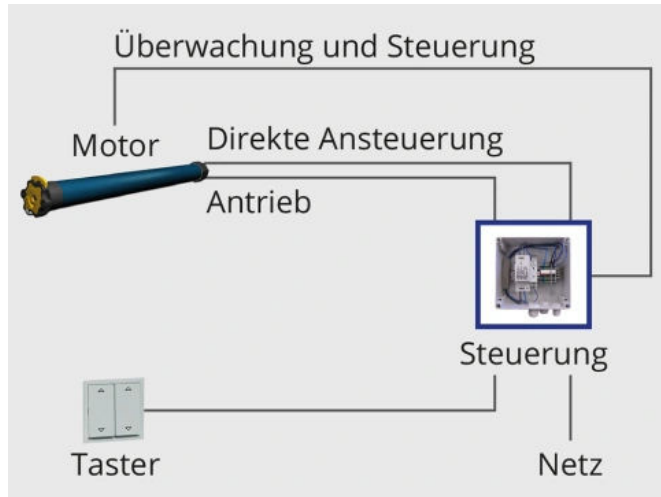 Überwachung und Steuerung
Motor
Direkte Ansteuerung
Antrieb
Steuerung
Taster
Netz